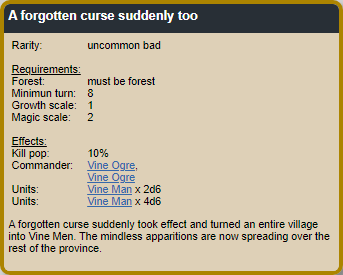 A forgotten curse suddenly too
Rarity: uncommon bad
Requirements:
Forest: must be forest
Minimun turn: 8
Growth scale: 1
Magic scale: 2
Effects:
Kill pop: 10%
Commander: Vine Ogre,
Vine Ogre
Units: Vine Man x 2d6
Units: Vine Man x 4d6
A forgotten curse suddenly took effect and turned an entire village
into Vine Men. The mindless apparitions are now spreading over the
rest of the province.